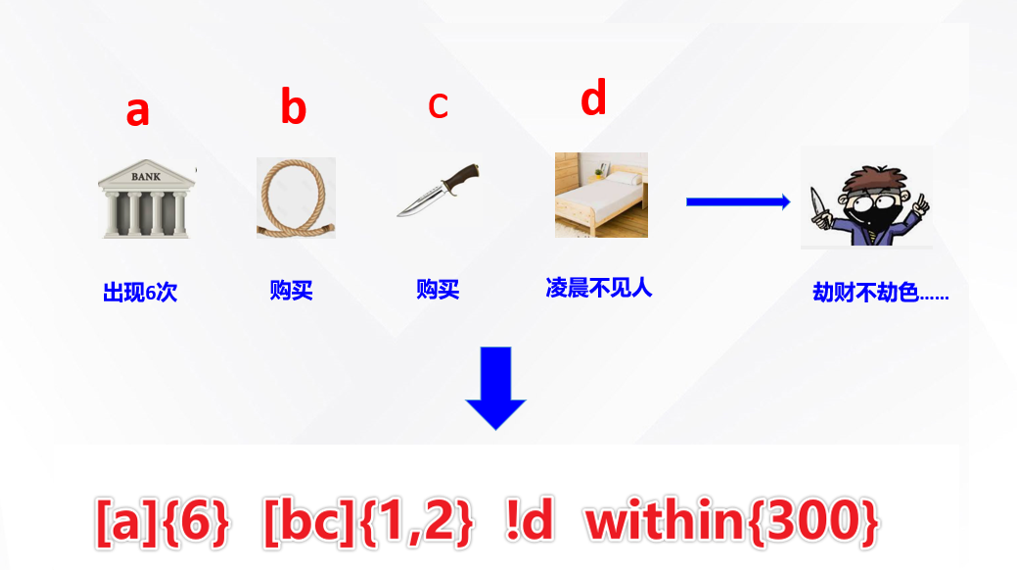 a b c d
BANK
出现6次 购买 购买 凌晨不见人 劫财不劫色......
[a]{6} [bc]{1,2} !d within{300}